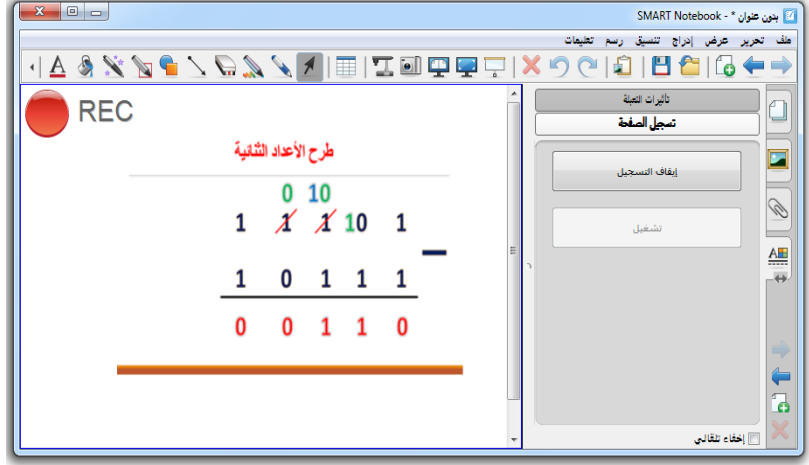 بدون عنوان * - SMART Notebook
ملف تحرير عرض إدراج تنسيق رسم تعليمات
REC
طرح الأعداد الثنائية
0 10
1 1 1 10 1
–
1 0 1 1 1
0 0 1 1 0
تأثيرات التعبئة
تسجيل الصفحة
إيقاف التسجيل
تشغيل
إخفاء تلقائي